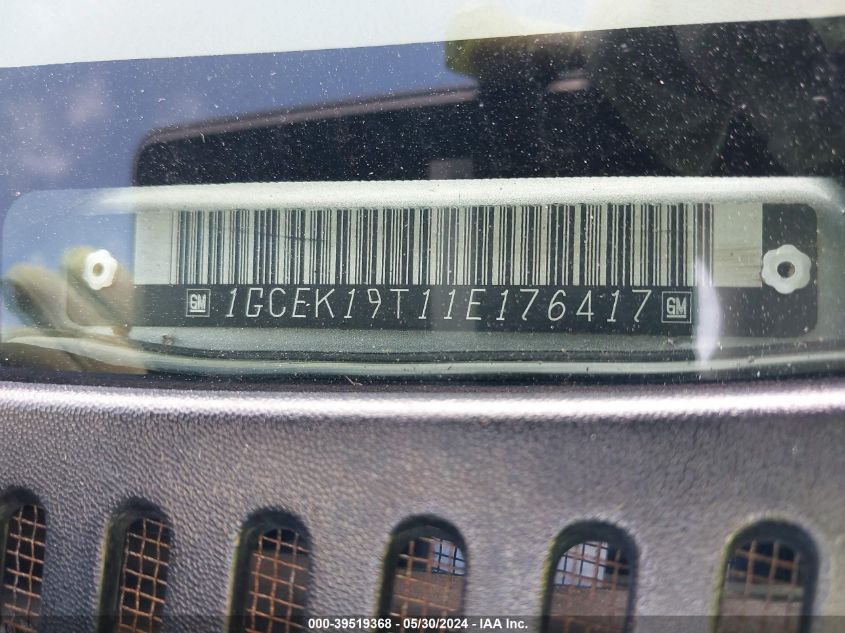 GM 1GCEK19T11E176417 GM
000-39519368 - 05/30/2024 - IAA Inc.